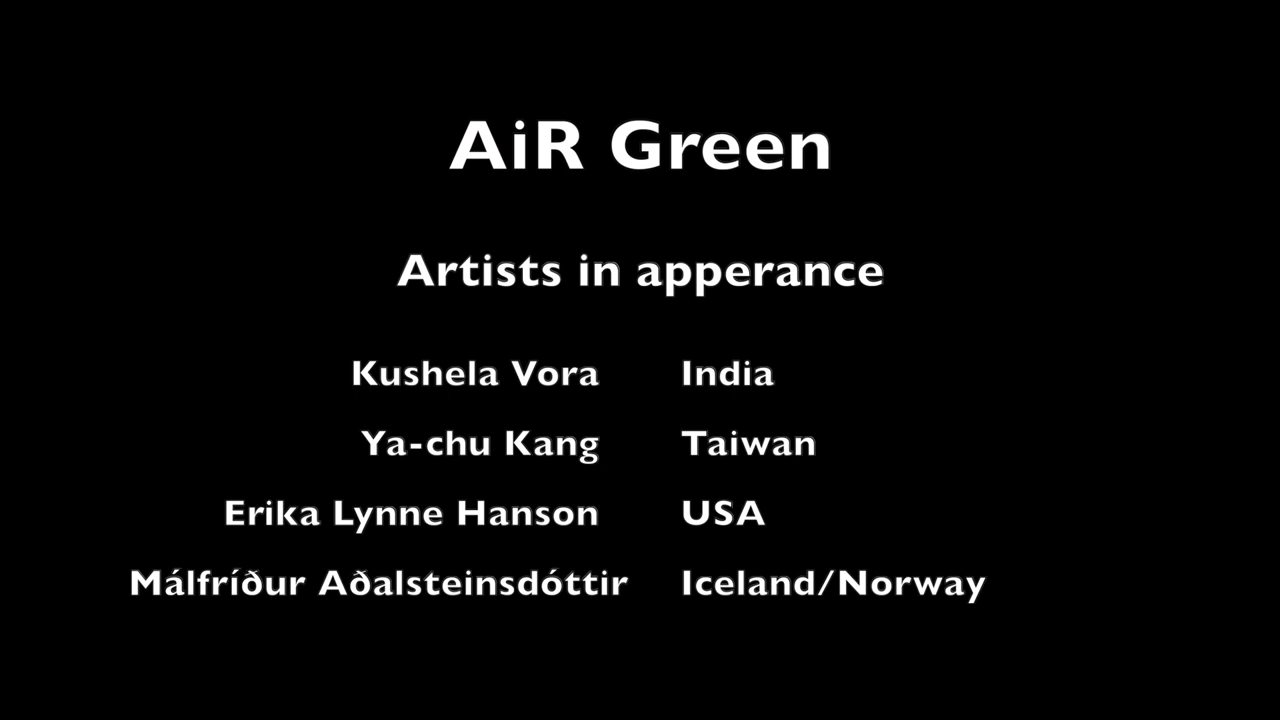 AiR Green
Artists in apperance
Kushela Vora India
Ya-chu Kang Taiwan
Erika Lynne Hanson USA
Málfríður Aðalsteinsdóttir Iceland/Norway